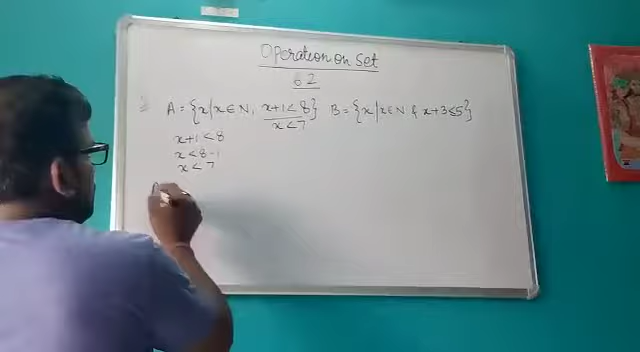 Operation on Set
6.2
A = {x/x∈N, x+1<8} B = {x/x∈N & x+3≤5}
x<7
x+1<8
x<8-1
x<7